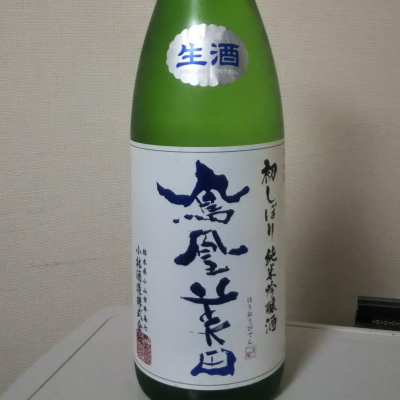 生酒
初しぼり 純米吟醸酒
鳳凰美田
ほうおうびでん
小林酒造株式会社